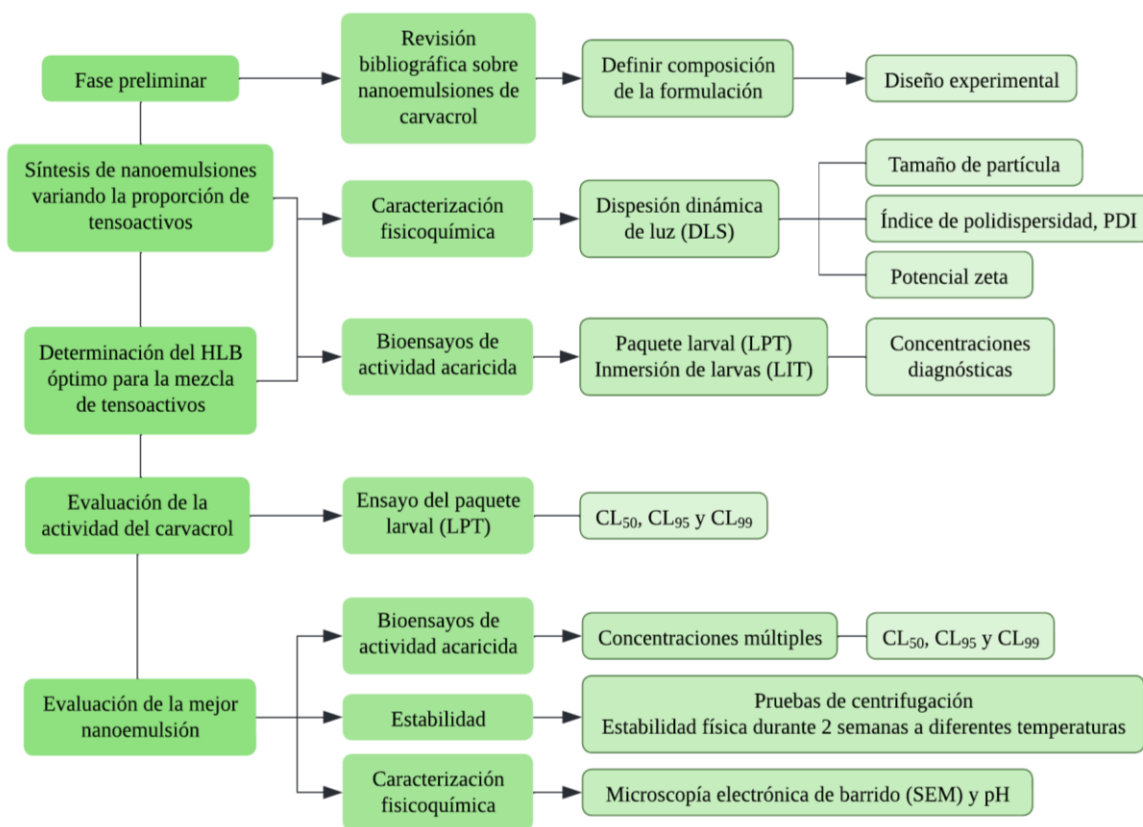 Fase preliminar
Revisión
bibliográfica sobre
nanoemulsiones de
carvacrol
Definir composición
de la formulación
Diseño experimental
Síntesis de nanoemulsiones
variando la proporción de
tensoactivos
Caracterización
fisicoquímica
Dispesión dinámica
de luz (DLS)
Tamaño de partícula
Índice de polidispersidad, PDI
Potencial zeta
Determinación del HLB
óptimo para la mezcla
de tensoactivos
Bioensayos de
actividad acaricida
Paquete larval (LPT)
Inmersión de larvas (LIT)
Concentraciones
diagnósticas
Evaluación de la
actividad del carvacrol
Ensayo del paquete
larval (LPT)
CL₅₀, CL₉₅ y CL₉₉
Evaluación de la mejor
nanoemulsión
Bioensayos de
actividad acaricida
Concentraciones múltiples
CL₅₀, CL₉₅ y CL₉₉
Estabilidad
Pruebas de centrifugación
Estabilidad física durante 2 semanas a diferentes temperaturas
Caracterización
fisicoquímica
Microscopía electrónica de barrido (SEM) y pH